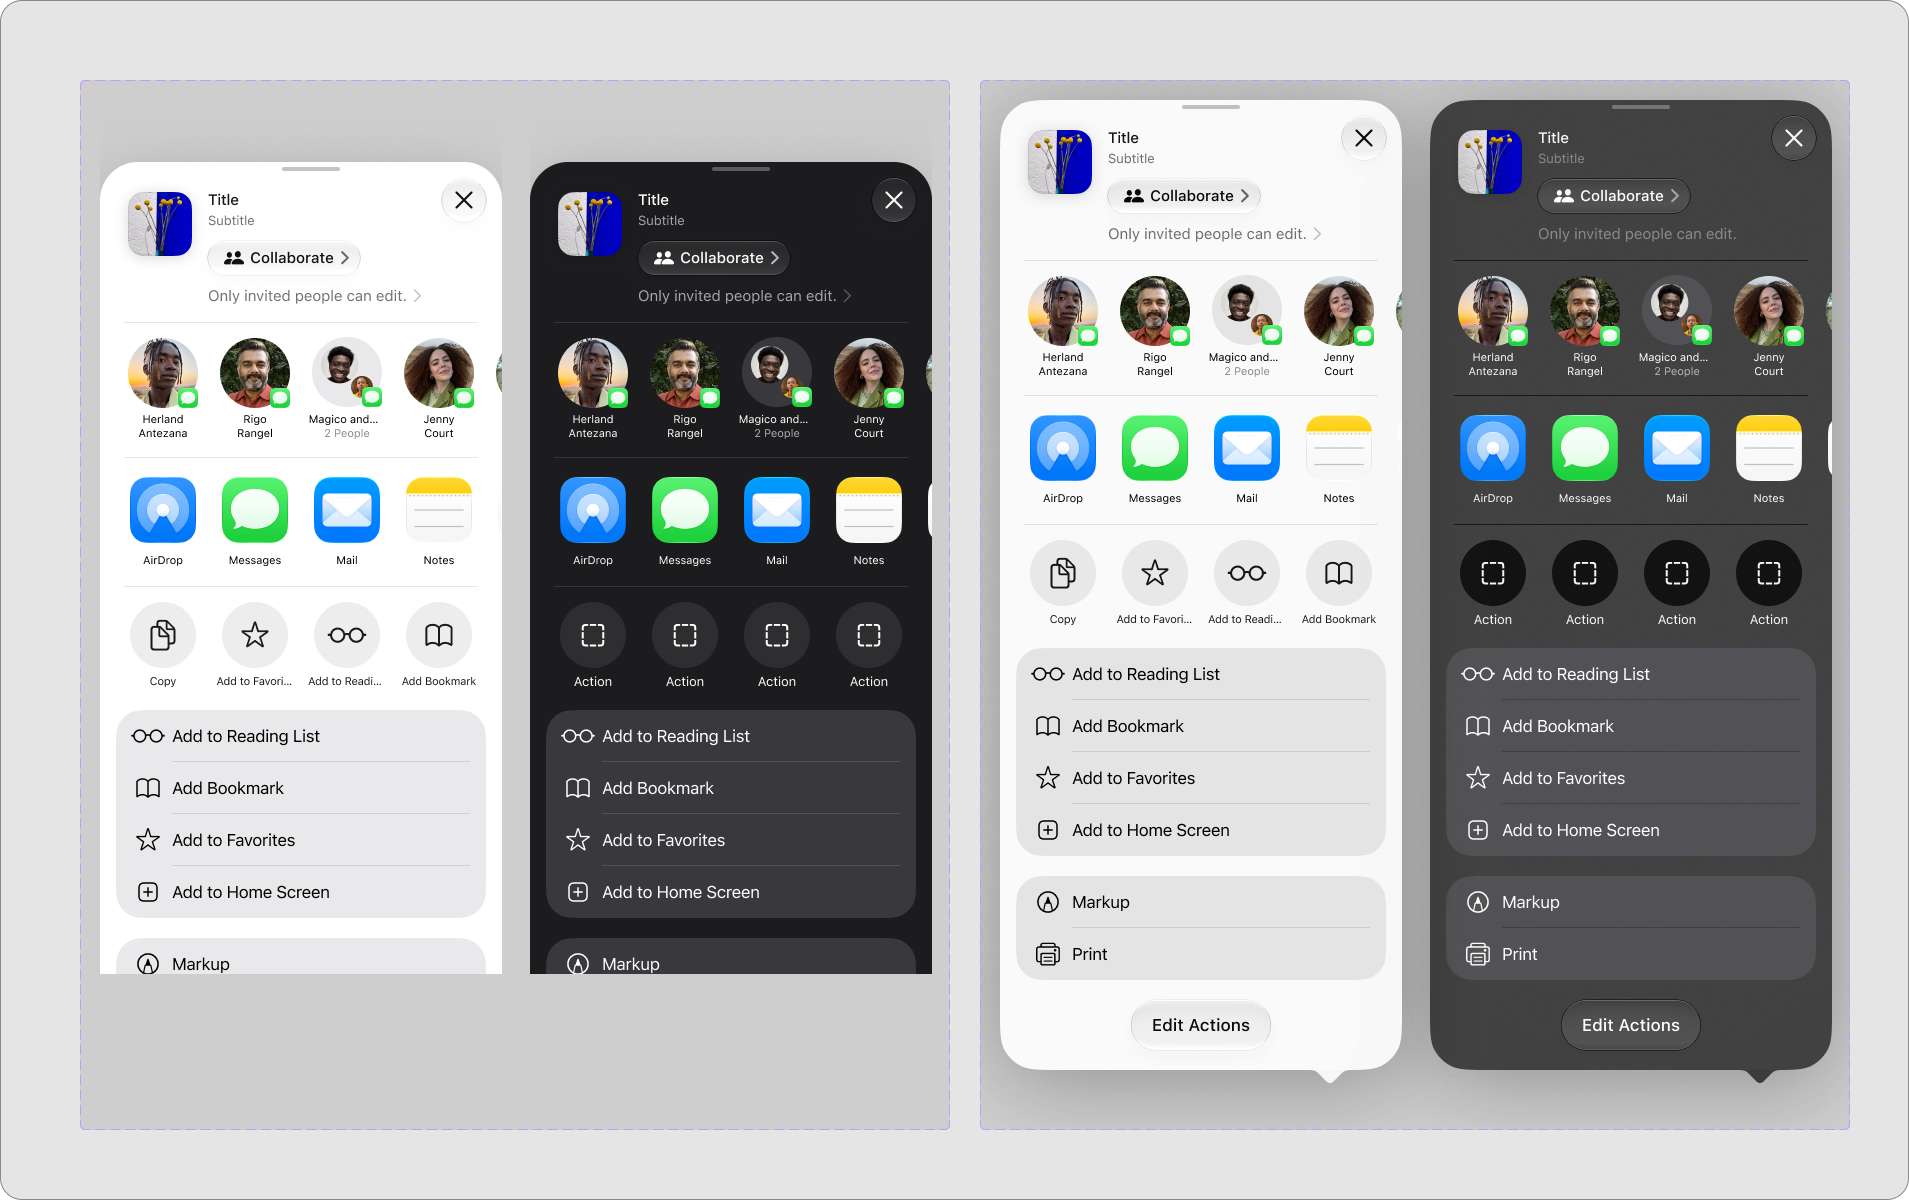 Title
Subtitle
Collaborate
Only invited people can edit.
Herland
Antezana
Rigo
Rangel
Magico and...
2 People
Jenny
Court
AirDrop
Messages
Mail
Notes
Copy
Add to Favori...
Add to Readi...
Add Bookmark
Add to Reading List
Add Bookmark
Add to Favorites
Add to Home Screen
Markup
Title
Subtitle
Collaborate
Only invited people can edit.
Herland
Antezana
Rigo
Rangel
Magico and...
2 People
Jenny
Court
AirDrop
Messages
Mail
Notes
Action
Action
Action
Action
Add to Reading List
Add Bookmark
Add to Favorites
Add to Home Screen
Markup
Title
Subtitle
Collaborate
Only invited people can edit.
Herland
Antezana
Rigo
Rangel
Magico and...
2 People
Jenny
Court
AirDrop
Messages
Mail
Notes
Copy
Add to Favori...
Add to Readi...
Add Bookmark
Add to Reading List
Add Bookmark
Add to Favorites
Add to Home Screen
Markup
Print
Edit Actions
Title
Subtitle
Collaborate
Only invited people can edit.
Herland
Antezana
Rigo
Rangel
Magico and...
2 People
Jenny
Court
AirDrop
Messages
Mail
Notes
Action
Action
Action
Action
Add to Reading List
Add Bookmark
Add to Favorites
Add to Home Screen
Markup
Print
Edit Actions